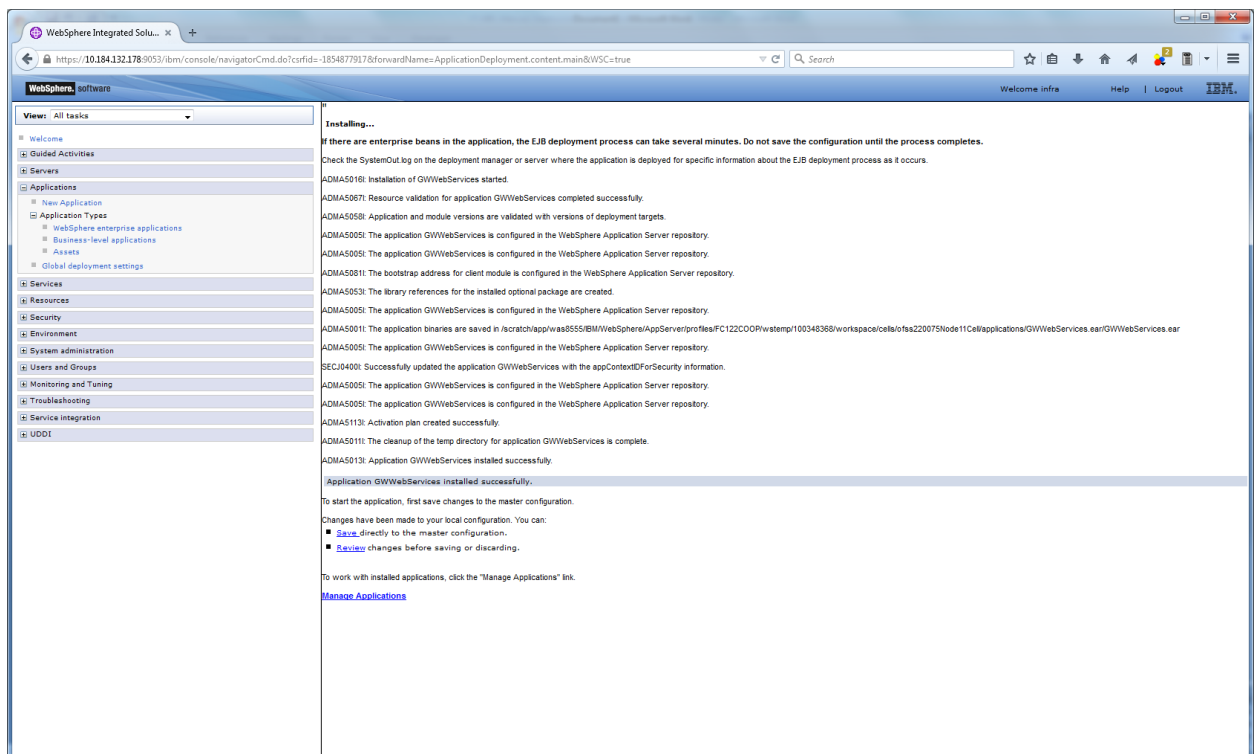 WebSphere Integrated Solu... × +
https://10.184.132.178:9053/ibm/console/navigatorCmd.do?csrfid=-1854877917&forwardName=ApplicationDeployment.content.main&WSC=true
Search
2
WebSphere. software
Welcome infra
Help | Logout
IBM.
View: All tasks
Welcome
Guided Activities
Servers
Applications
New Application
Application Types
WebSphere enterprise applications
Business-level applications
Assets
Global deployment settings
Services
Resources
Security
Environment
System administration
Users and Groups
Monitoring and Tuning
Troubleshooting
Service integration
UDDI
"
Installing...
If there are enterprise beans in the application, the EJB deployment process can take several minutes. Do not save the configuration until the process completes.
Check the SystemOut.log on the deployment manager or server where the application is deployed for specific information about the EJB deployment process as it occurs.
ADMA5016I: Installation of GWWebServices started.
ADMA5067I: Resource validation for application GWWebServices completed successfully.
ADMA5058I: Application and module versions are validated with versions of deployment targets.
ADMA5005I: The application GWWebServices is configured in the WebSphere Application Server repository.
ADMA5005I: The application GWWebServices is configured in the WebSphere Application Server repository.
ADMA5081I: The bootstrap address for client module is configured in the WebSphere Application Server repository.
ADMA5053I: The library references for the installed optional package are created.
ADMA5005I: The application GWWebServices is configured in the WebSphere Application Server repository.
ADMA5001I: The application binaries are saved in /scratch/app/was8555/IBM/WebSphere/AppServer/profiles/FC122COOP/wstemp/100348368/workspace/cells/ofss220075Node11Cell/applications/GWWebServices.ear/GWWebServices.ear
ADMA5005I: The application GWWebServices is configured in the WebSphere Application Server repository.
SECJ0400I: Successfully updated the application GWWebServices with the appContextIDForSecurity information.
ADMA5005I: The application GWWebServices is configured in the WebSphere Application Server repository.
ADMA5005I: The application GWWebServices is configured in the WebSphere Application Server repository.
ADMA5113I: Activation plan created successfully.
ADMA5011I: The cleanup of the temp directory for application GWWebServices is complete.
ADMA5013I: Application GWWebServices installed successfully.
Application GWWebServices installed successfully.
To start the application, first save changes to the master configuration.
Changes have been made to your local configuration. You can:
Save directly to the master configuration.
Review changes before saving or discarding.
To work with installed applications, click the "Manage Applications" link.
Manage Applications